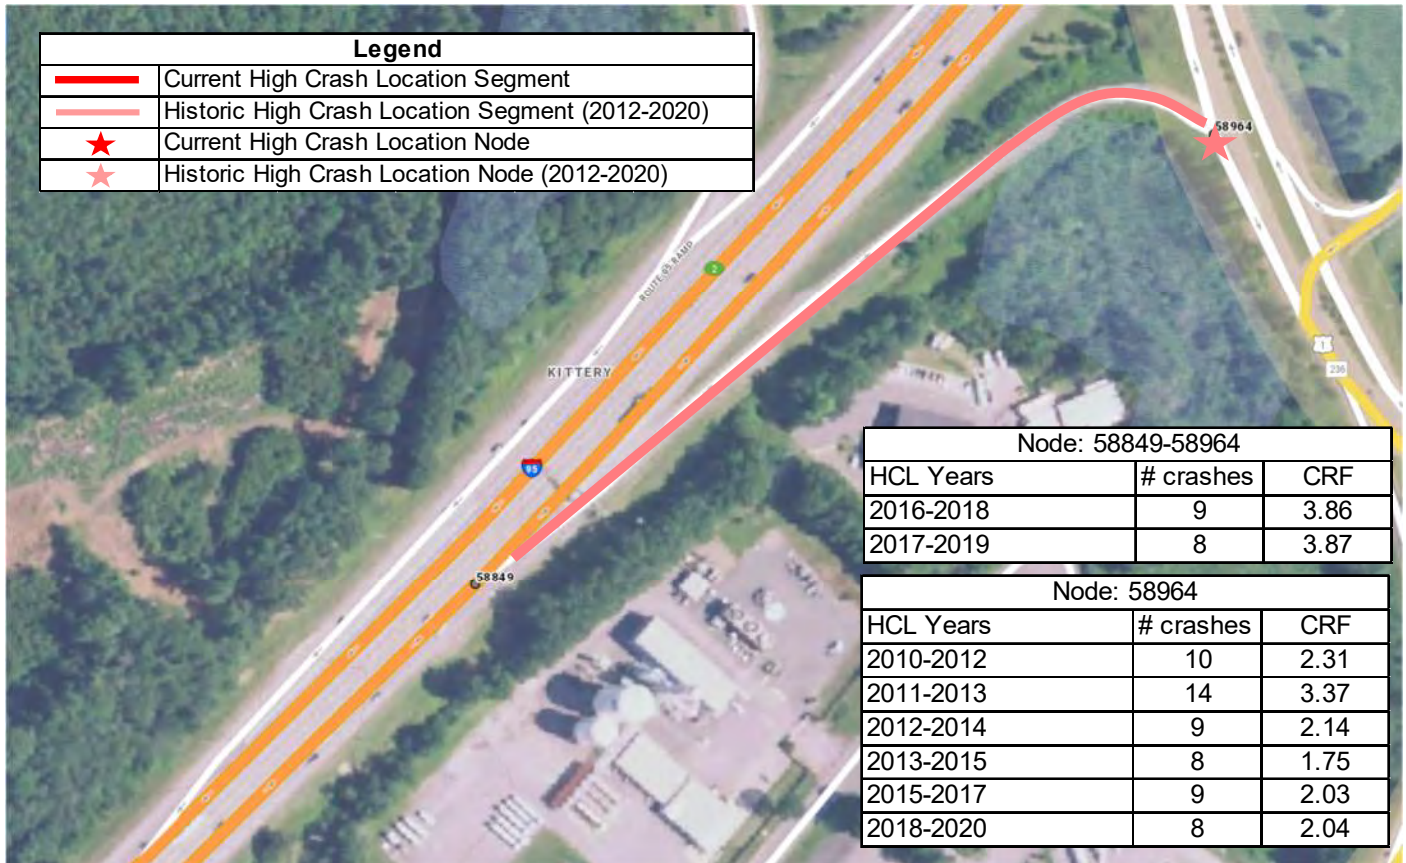 Legend
Current High Crash Location Segment
Historic High Crash Location Segment (2012-2020)
Current High Crash Location Node
Historic High Crash Location Node (2012-2020)
58964
2
ROUTE 95 RAMP
KITTERY
1
236
95
58849
Node: 58849-58964
HCL Years # crashes CRF
2016-2018 9 3.86
2017-2019 8 3.87
Node: 58964
HCL Years # crashes CRF
2010-2012 10 2.31
2011-2013 14 3.37
2012-2014 9 2.14
2013-2015 8 1.75
2015-2017 9 2.03
2018-2020 8 2.04